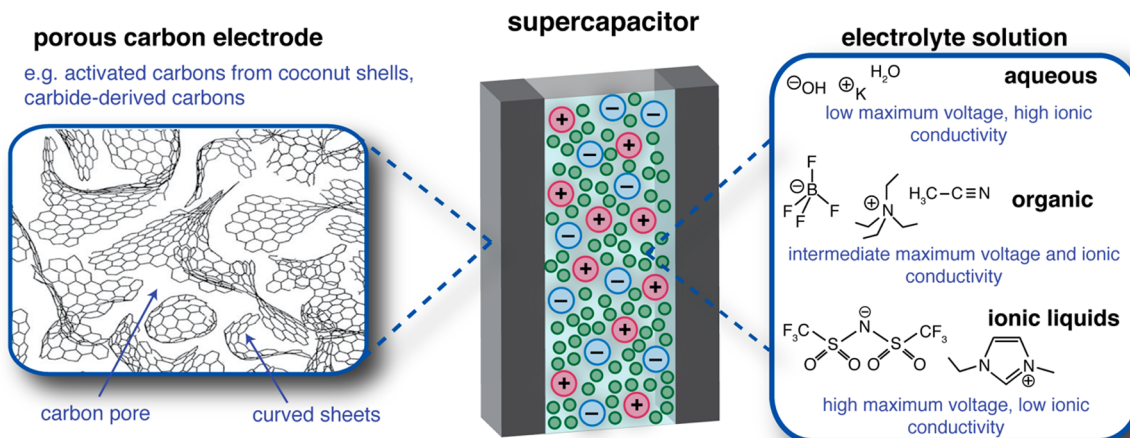 porous carbon electrode
e.g. activated carbons from coconut shells,
carbide-derived carbons
carbon pore
curved sheets
supercapacitor
+ − −
− +
+ −
+ +
−
+ −
− +
+
− −
+ +
−
electrolyte solution
⊖OH ⊕K H₂O
aqueous
low maximum voltage, high ionic
conductivity
F
⊖B
F F
F
⊕
N
H₃C−C≡N
organic
intermediate maximum voltage and ionic
conductivity
ionic liquids
⊖
F₃C N CF₃
S S
O O O O
N N
⊕
high maximum voltage, low ionic
conductivity